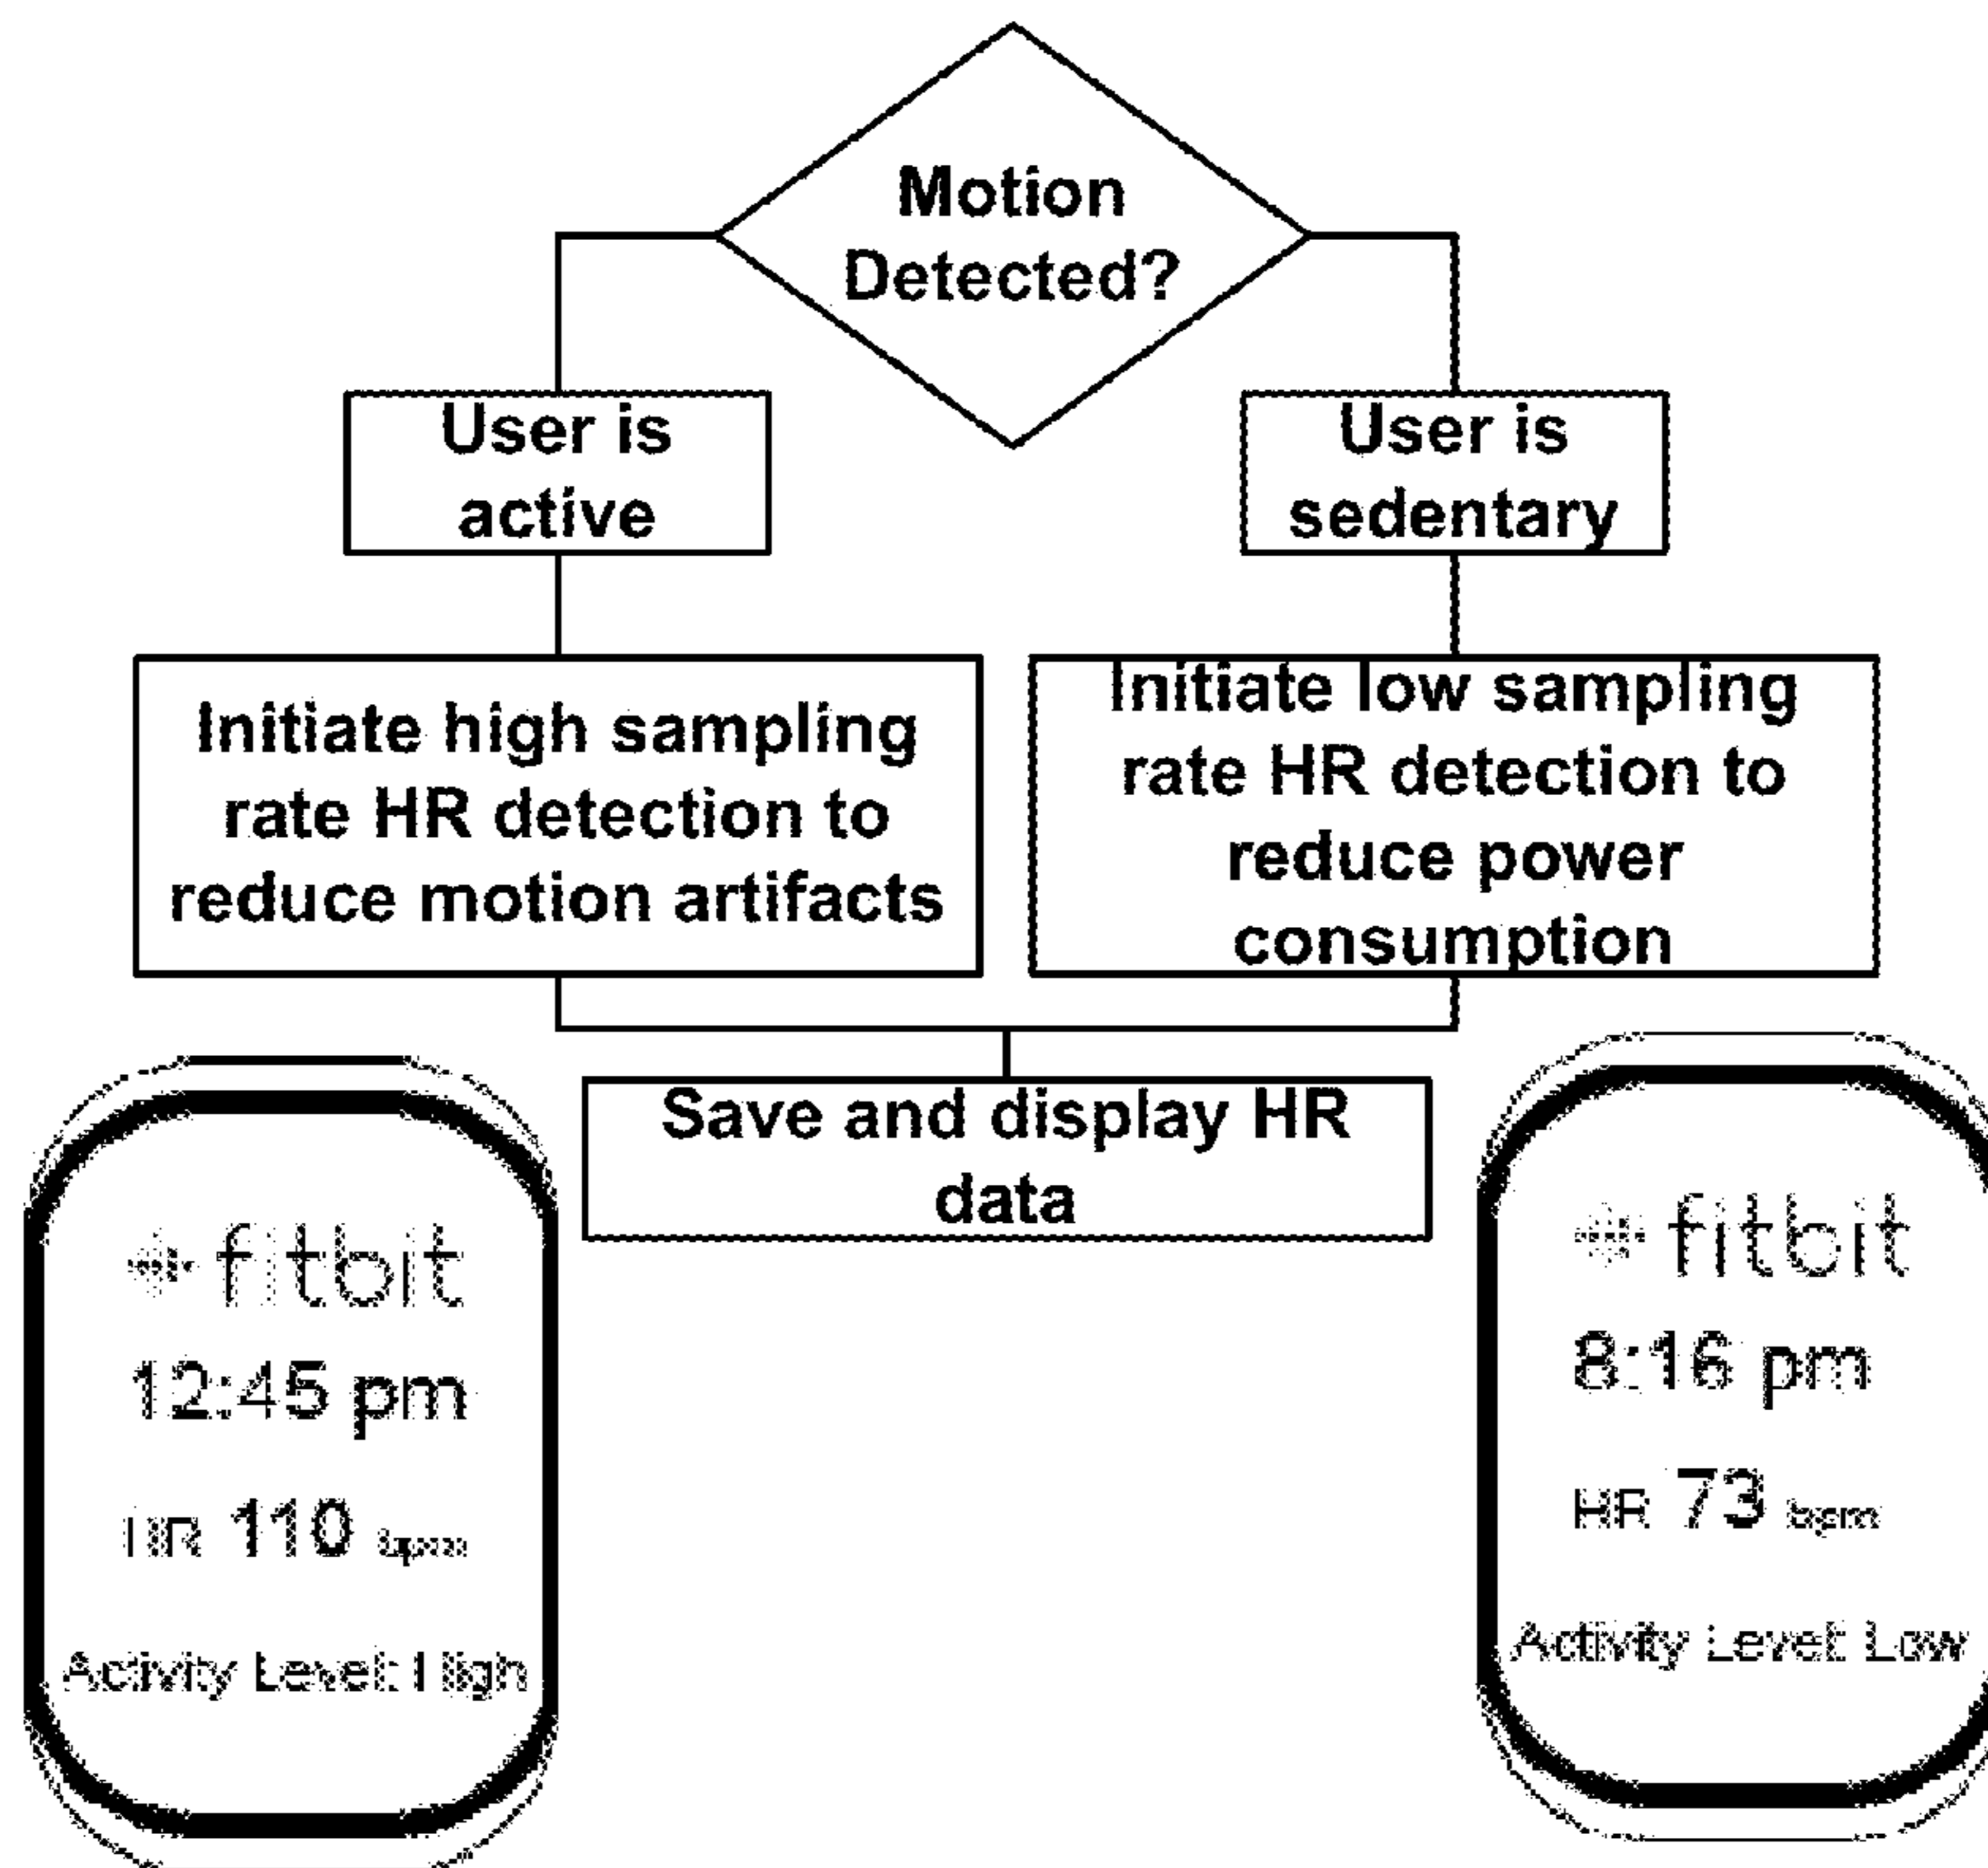 Motion
Detected?
User is
active
User is
sedentary
Initiate high sampling
rate HR detection to
reduce motion artifacts
Initiate low sampling
rate HR detection to
reduce power
consumption
Save and display HR
data
fitbit
12:45 pm
HR 110 bpm
Activity Level: High
fitbit
8:16 pm
HR 73 bpm
Activity Level: Low